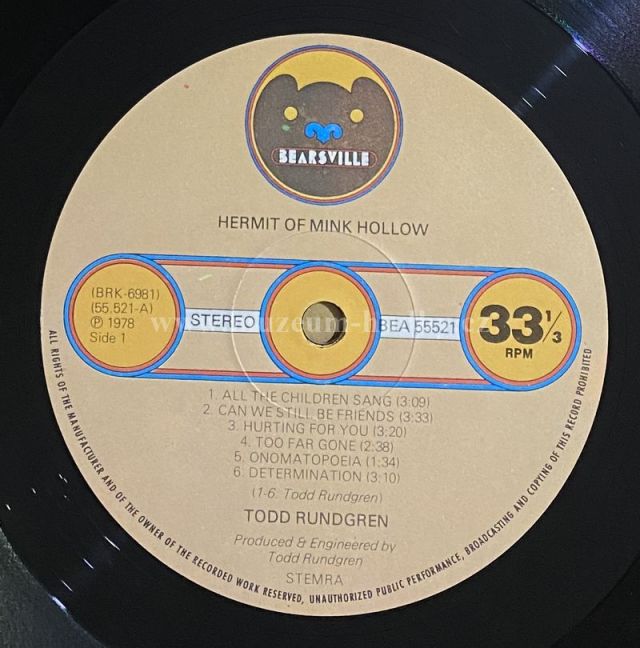 BEARSVILLE
HERMIT OF MINK HOLLOW
(BRK-6981)
(55.521-A)
℗ 1978
Side 1
STEREO
BEA 55521
33 1/3
RPM
1. ALL THE CHILDREN SANG (3:09)
2. CAN WE STILL BE FRIENDS (3:33)
3. HURTING FOR YOU (3:20)
4. TOO FAR GONE (2:38)
5. ONOMATOPOEIA (1:34)
6. DETERMINATION (3:10)
(1-6. Todd Rundgren)
TODD RUNDGREN
Produced & Engineered by
Todd Rundgren
STEMRA
ALL RIGHTS OF THE MANUFACTURER AND OF THE OWNER OF THE RECORDED WORK RESERVED, UNAUTHORIZED PUBLIC PERFORMANCE, BROADCASTING AND COPYING OF THIS RECORD PROHIBITED